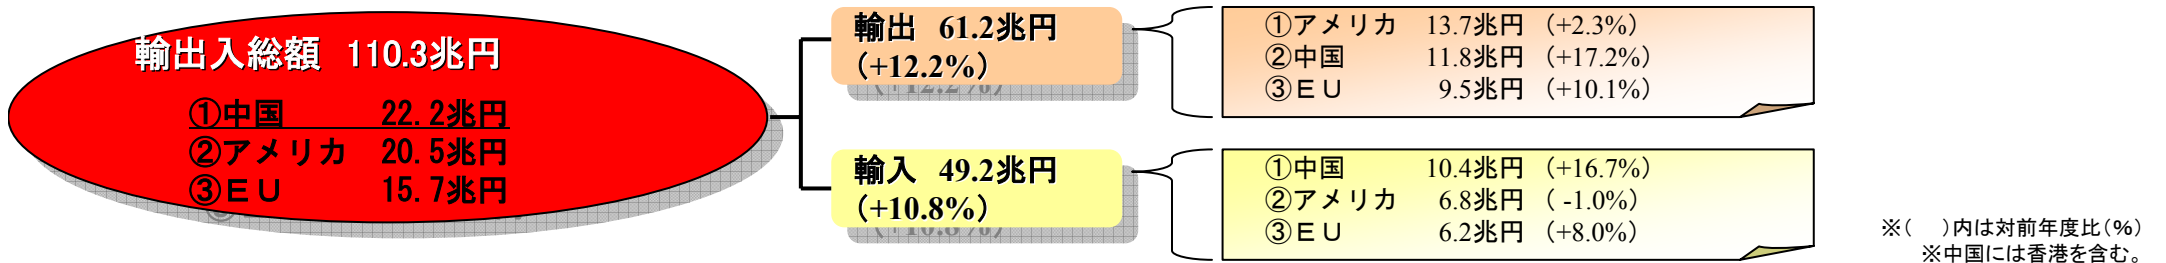 輸出入総額 110.3兆円
①中国 22.2兆円
②アメリカ 20.5兆円
③ＥＵ 15.7兆円
輸出 61.2兆円
(+12.2%)
①アメリカ 13.7兆円 (+2.3%)
②中国 11.8兆円 (+17.2%)
③ＥＵ 9.5兆円 (+10.1%)
輸入 49.2兆円
(+10.8%)
①中国 10.4兆円 (+16.7%)
②アメリカ 6.8兆円 ( -1.0%)
③ＥＵ 6.2兆円 (+8.0%)
※(　)内は対前年度比(%)
※中国には香港を含む。